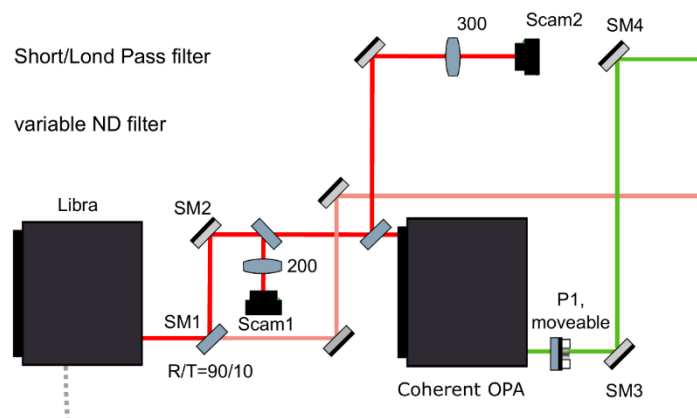 Short/Lond Pass filter
variable ND filter
300
Scam2
SM4
Libra
SM2
200
SM1
Scam1
R/T=90/10
P1,
moveable
Coherent OPA
SM3